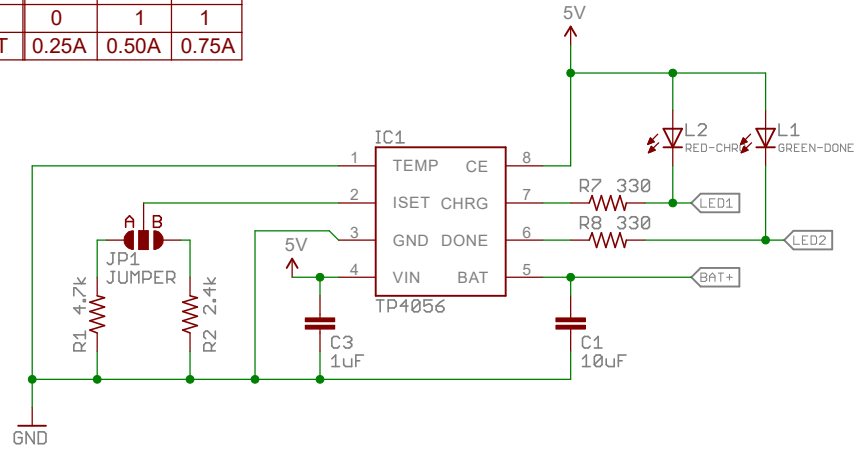 0 1 1
T 0.25A 0.50A 0.75A
5V
IC1
L2
RED-CHR
L1
GREEN-DONE
1 TEMP CE 8
2 ISET CHRG 7
3 GND DONE 6
4 VIN BAT 5
TP4056
R7 330
LED1
R8 330
LED2
BAT+
A B
JP1
JUMPER
5V
R1 4.7k
R2 2.4k
C3
1uF
C1
10uF
GND